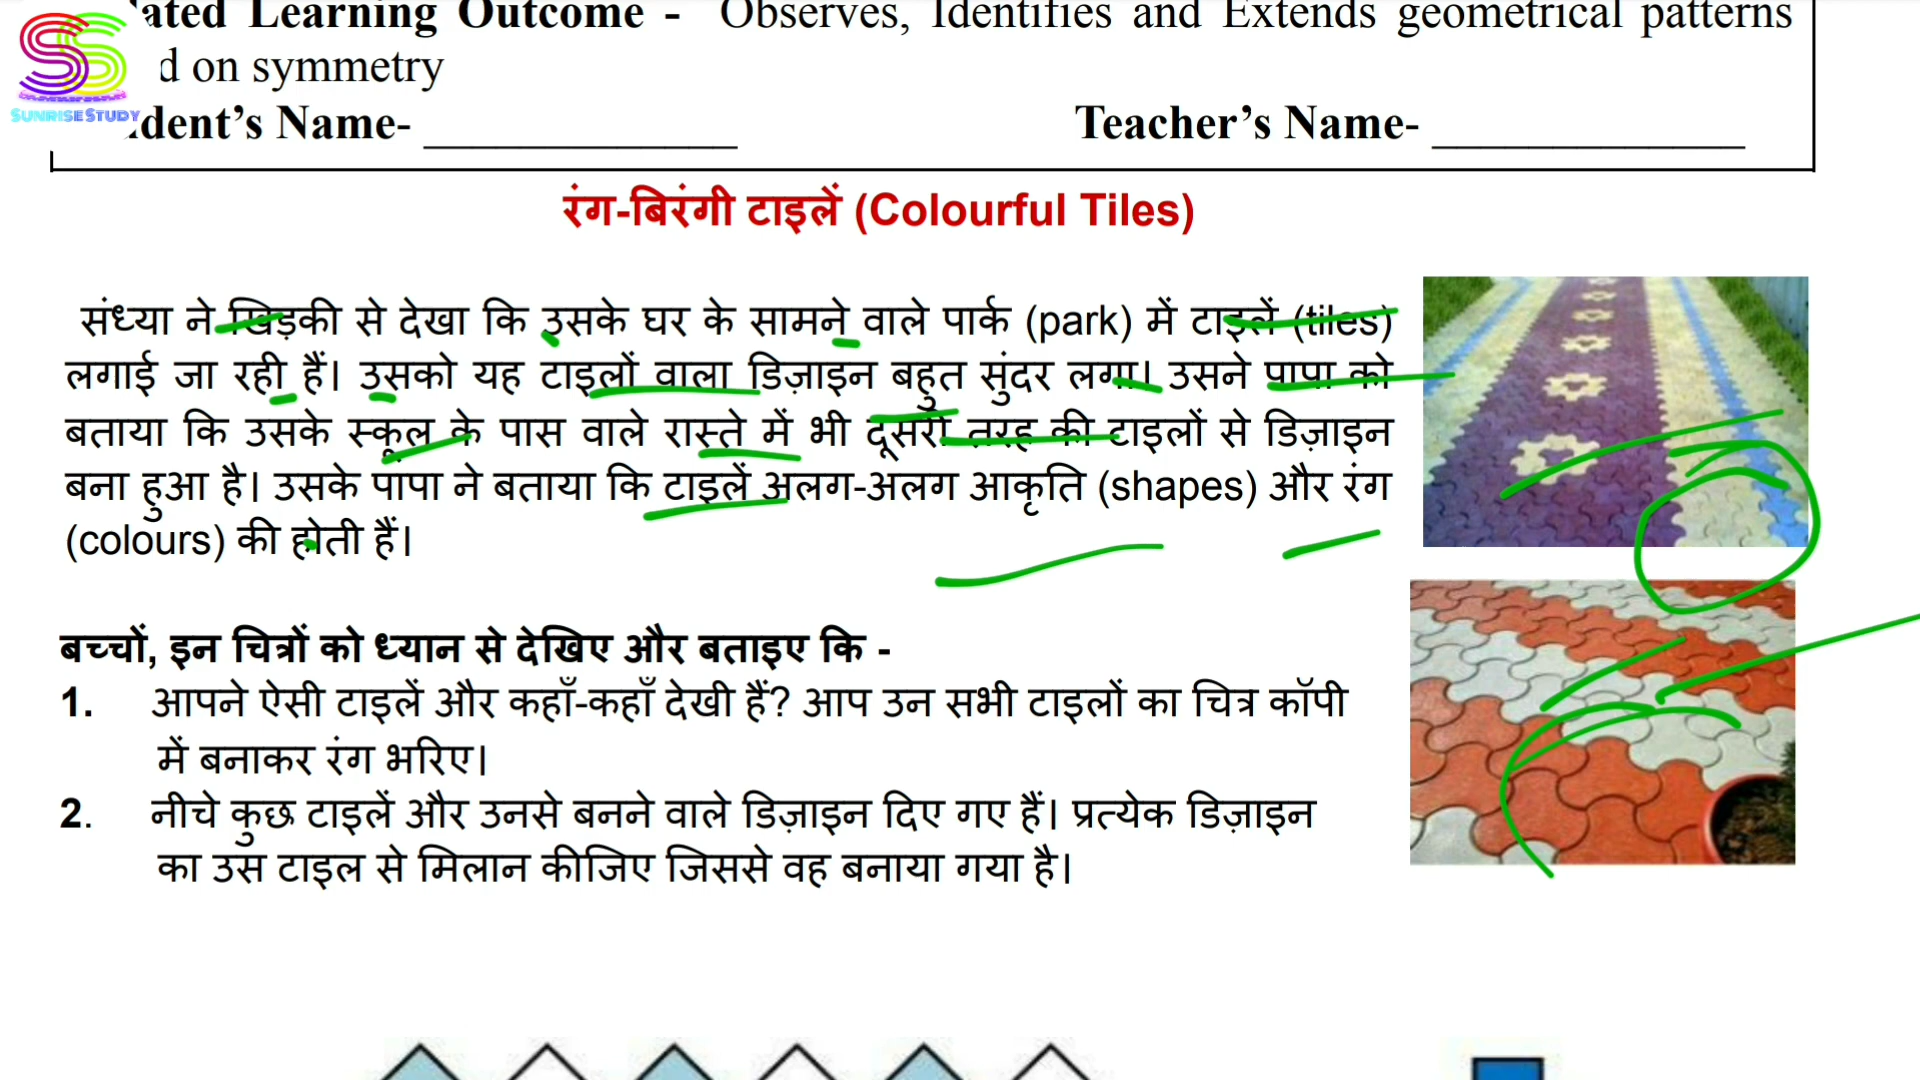 ated Learning Outcome - Observes, Identifies and Extends geometrical patterns
d on symmetry
SUNRISESTUDY
dent’s Name- _____________ Teacher’s Name- _____________
रंग-बिरंगी टाइलें (Colourful Tiles)
संध्या ने खिड़की से देखा कि उसके घर के सामने वाले पार्क (park) में टाइलें (tiles)
लगाई जा रही हैं। उसको यह टाइलों वाला डिज़ाइन बहुत सुंदर लगा। उसने पापा को
बताया कि उसके स्कूल के पास वाले रास्ते में भी दूसरी तरह की टाइलों से डिज़ाइन
बना हुआ है। उसके पापा ने बताया कि टाइलें अलग-अलग आकृति (shapes) और रंग
(colours) की होती हैं।
बच्चों, इन चित्रों को ध्यान से देखिए और बताइए कि -
1. आपने ऐसी टाइलें और कहाँ-कहाँ देखी हैं? आप उन सभी टाइलों का चित्र कॉपी
में बनाकर रंग भरिए।
2. नीचे कुछ टाइलें और उनसे बनने वाले डिज़ाइन दिए गए हैं। प्रत्येक डिज़ाइन
का उस टाइल से मिलान कीजिए जिससे वह बनाया गया है।